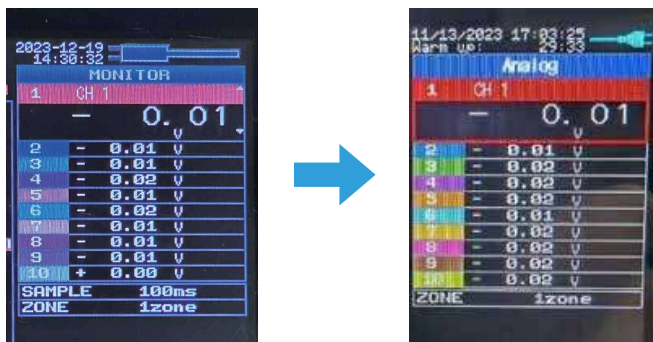 2023-12-19
14:30:32
MONITOR
1 CH 1
- 0.01
V
2 - 0.01 V
3 - 0.01 V
4 - 0.02 V
5 - 0.01 V
6 - 0.02 V
7 - 0.01 V
8 - 0.01 V
9 - 0.01 V
10 + 0.00 V
SAMPLE 100ms
ZONE 1zone
11/13/2023 17:03:25
Warm up: 29:33
Analog
1 CH 1
- 0.01
V
2 - 0.01 V
3 - 0.02 V
4 - 0.02 V
5 - 0.02 V
6 - 0.01 V
7 - 0.02 V
8 - 0.02 V
9 - 0.02 V
10 - 0.02 V
ZONE 1zone